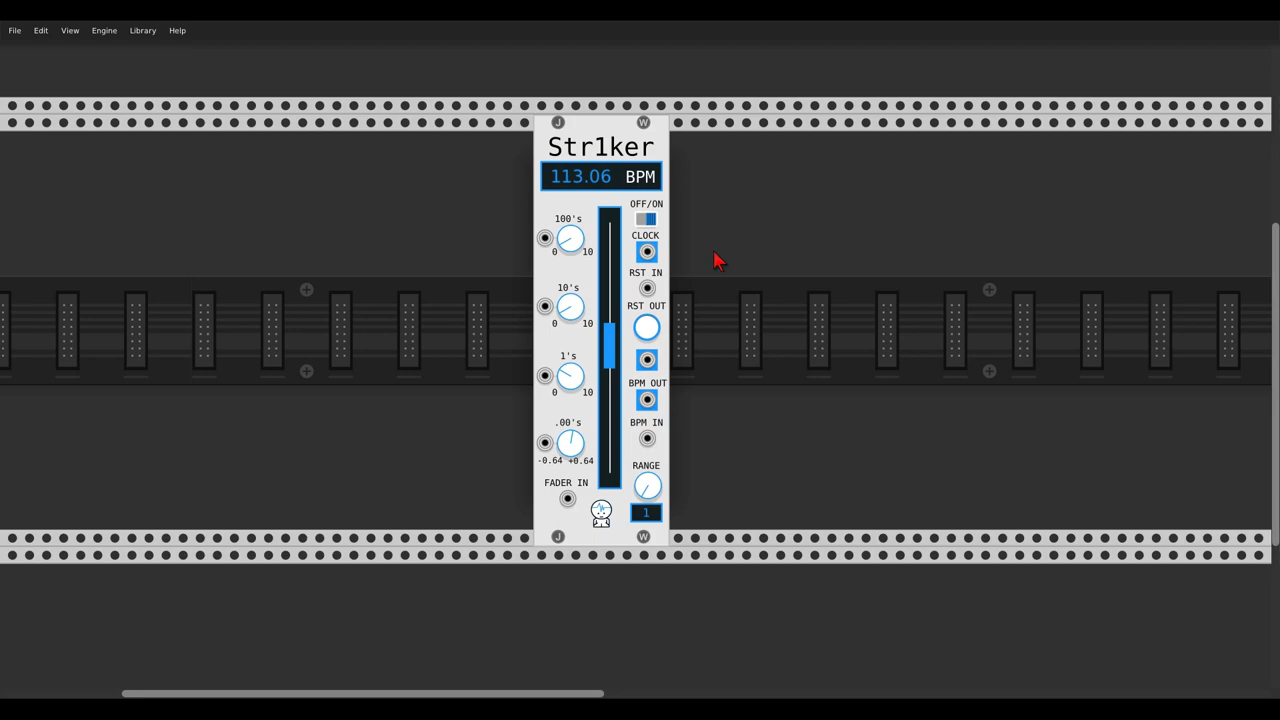 File Edit View Engine Library Help
J W
Str1ker
113.06 BPM
OFF/ON
100's
CLOCK
0 10
RST IN
10's
RST OUT
0 10
1's
BPM OUT
0 10
.00's
BPM IN
-0.64 +0.64
RANGE
FADER IN
1
J W